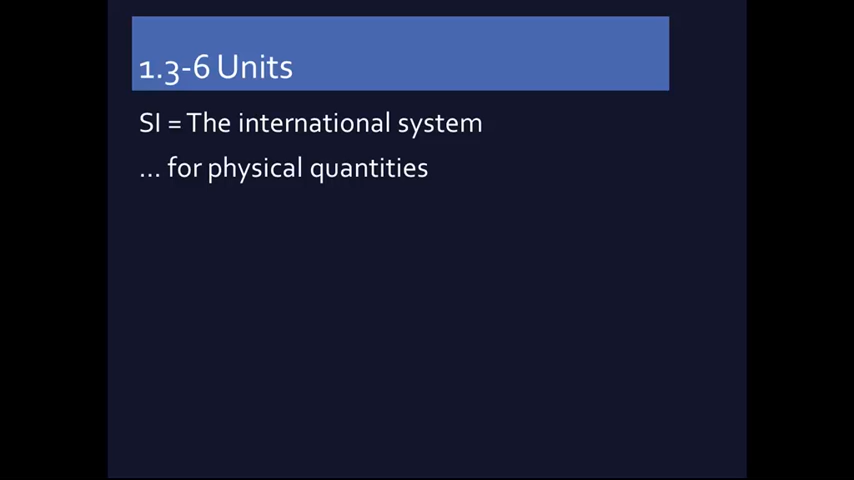 1.3-6 Units
SI = The international system
... for physical quantities